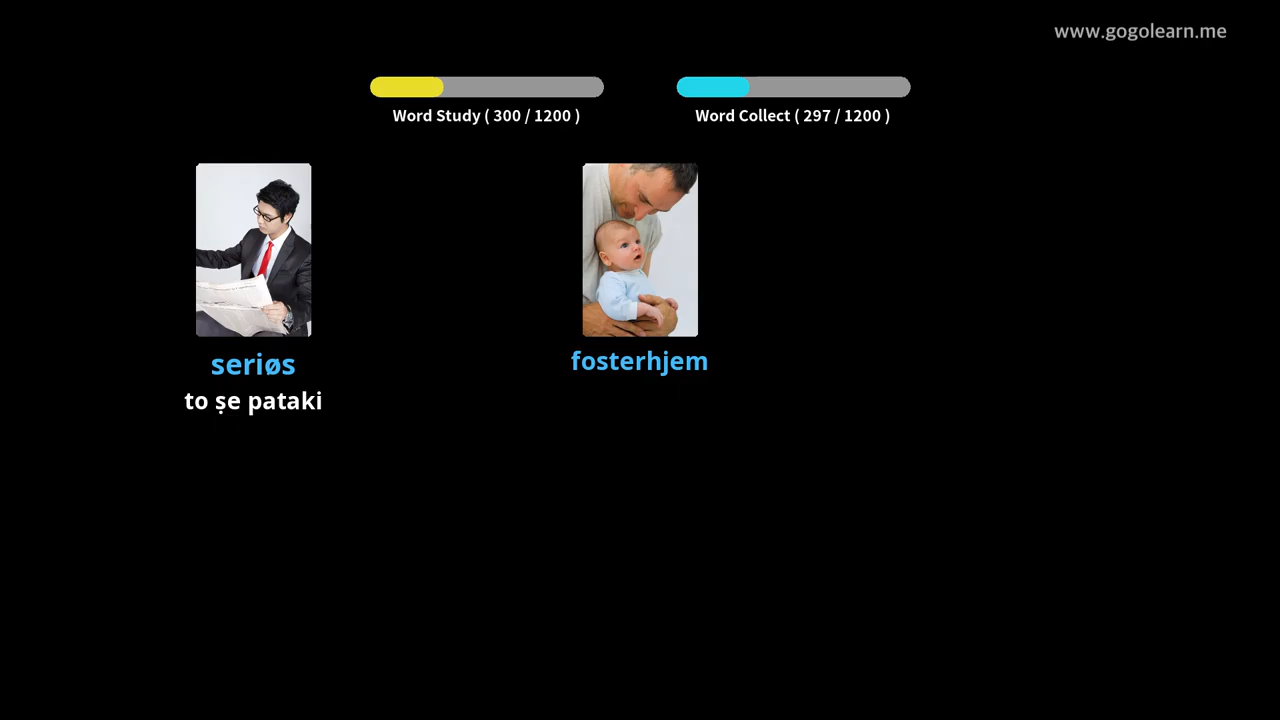 www.gogolearn.me
Word Study ( 300 / 1200 )
Word Collect ( 297 / 1200 )
seriøs
to ṣe pataki
fosterhjem